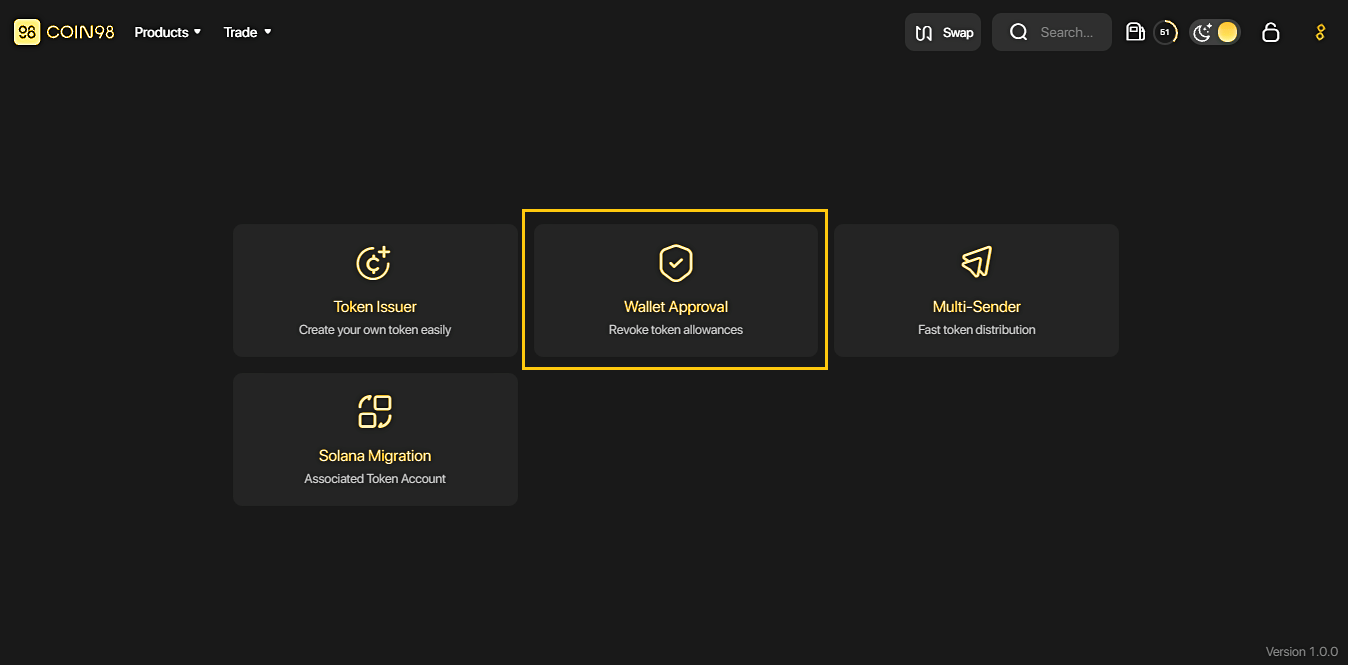 98 COIN98 Products Trade Swap Search... 51
Token Issuer
Create your own token easily
Wallet Approval
Revoke token allowances
Multi-Sender
Fast token distribution
Solana Migration
Associated Token Account
Version 1.0.0